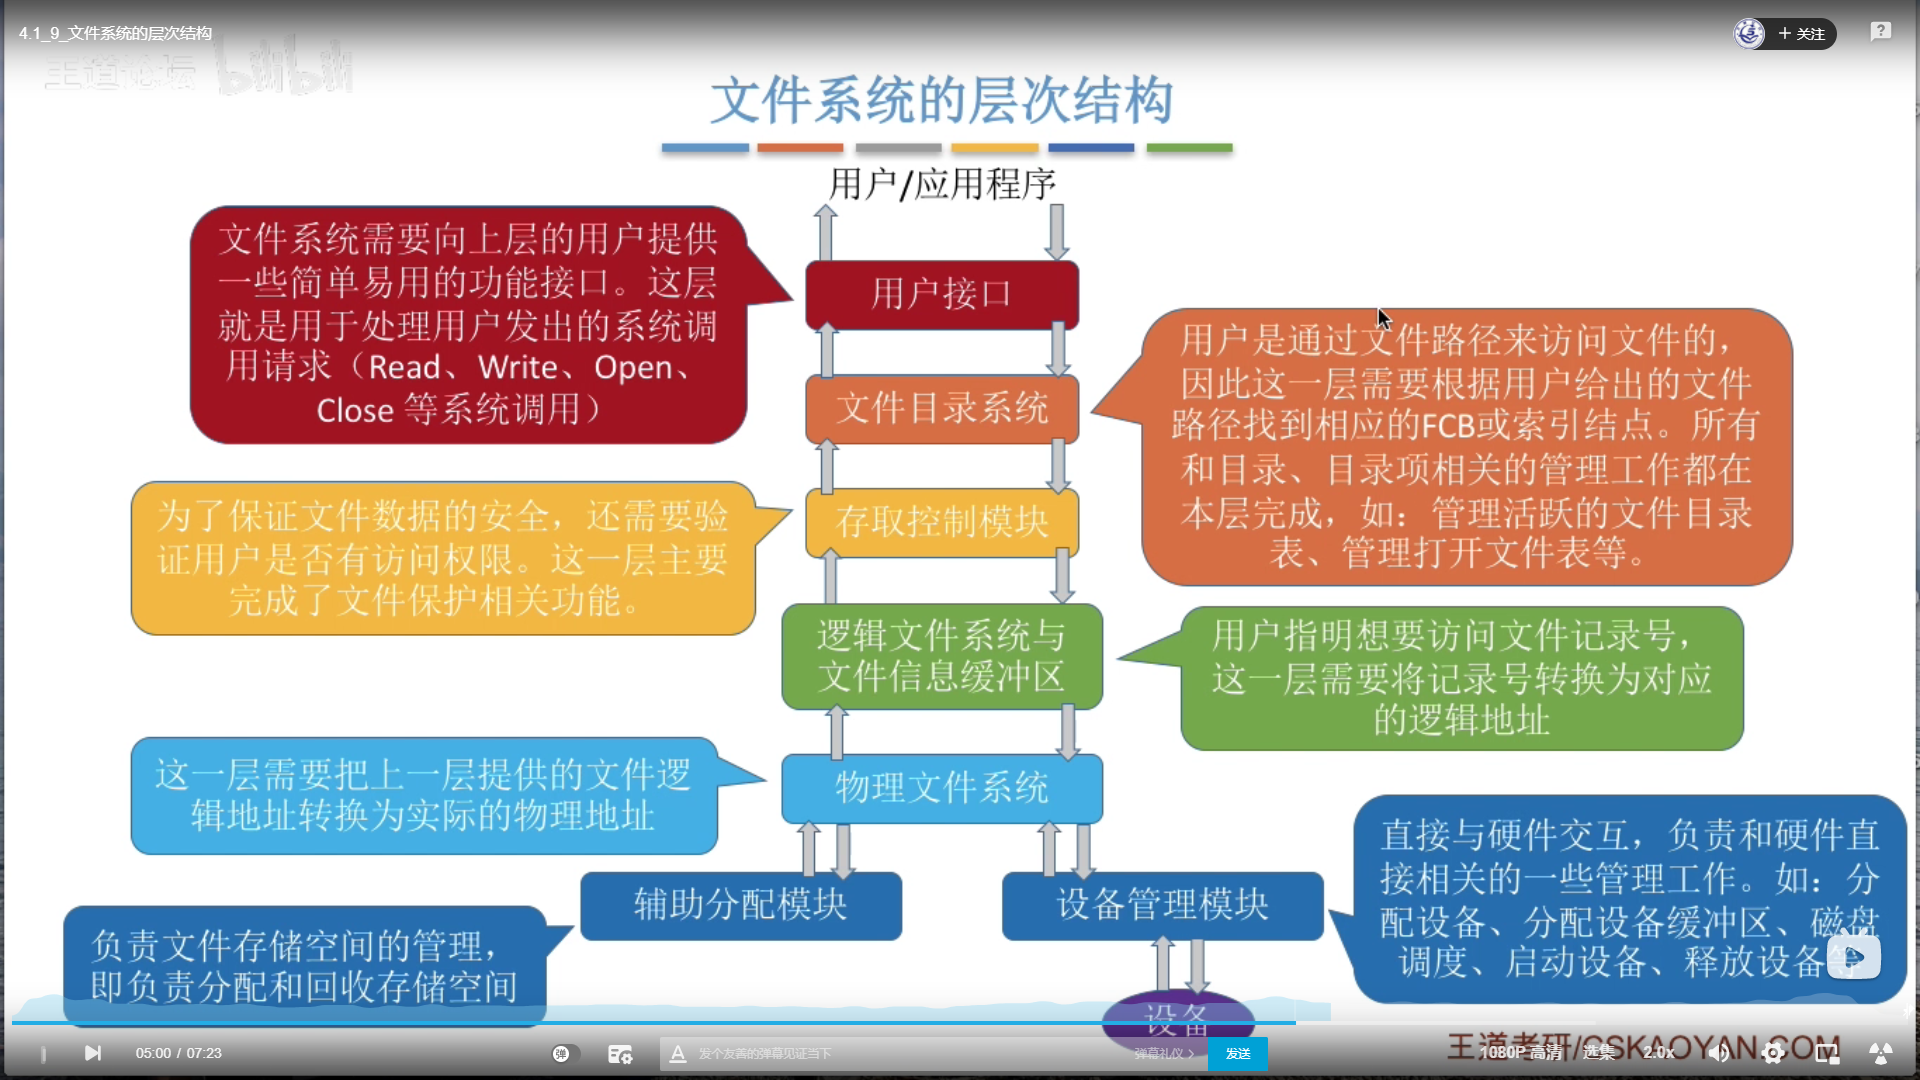 4.1_9_文件系统的层次结构
关注
王道论坛 bilibili
文件系统的层次结构
用户/应用程序
文件系统需要向上层的用户提供
一些简单易用的功能接口。这层
就是用于处理用户发出的系统调
用请求（Read、Write、Open、
Close 等系统调用）
用户接口
文件目录系统
用户是通过文件路径来访问文件的，
因此这一层需要根据用户给出的文件
路径找到相应的FCB或索引结点。所有
和目录、目录项相关的管理工作都在
本层完成，如：管理活跃的文件目录
表、管理打开文件表等。
为了保证文件数据的安全，还需要验
证用户是否有访问权限。这一层主要
完成了文件保护相关功能。
存取控制模块
逻辑文件系统与
文件信息缓冲区
用户指明想要访问文件记录号，
这一层需要将记录号转换为对应
的逻辑地址
这一层需要把上一层提供的文件逻
辑地址转换为实际的物理地址
物理文件系统
辅助分配模块
设备管理模块
直接与硬件交互，负责和硬件直
接相关的一些管理工作。如：分
配设备、分配设备缓冲区、磁盘
调度、启动设备、释放设备等
负责文件存储空间的管理，
即负责分配和回收存储空间
设备
王道考研/CSKAOYAN.COM
05:00 / 07:23
弹
发个友善的弹幕见证当下
弹幕礼仪
发送
1080P 高清
选集
2.0x